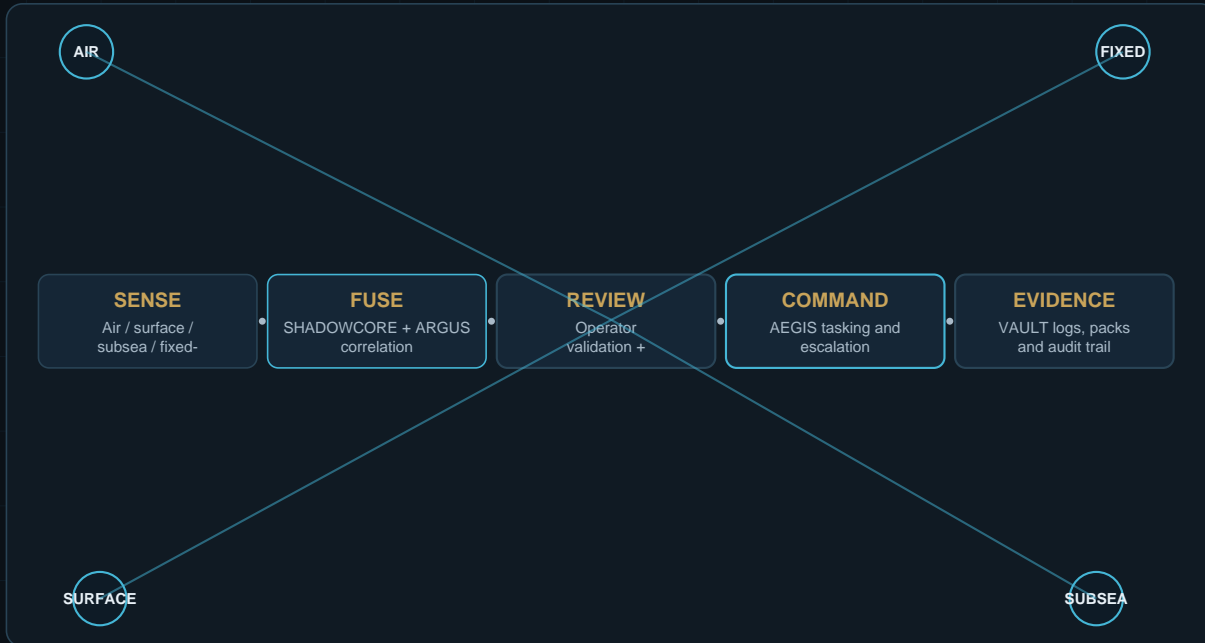 AIR
FIXED
SENSE
Air / surface /
subsea / fixed-
FUSE
SHADOWCORE + ARGUS
correlation
REVIEW
Operator
validation +
COMMAND
AEGIS tasking and
escalation
EVIDENCE
VAULT logs, packs
and audit trail
SURFACE
SUBSEA